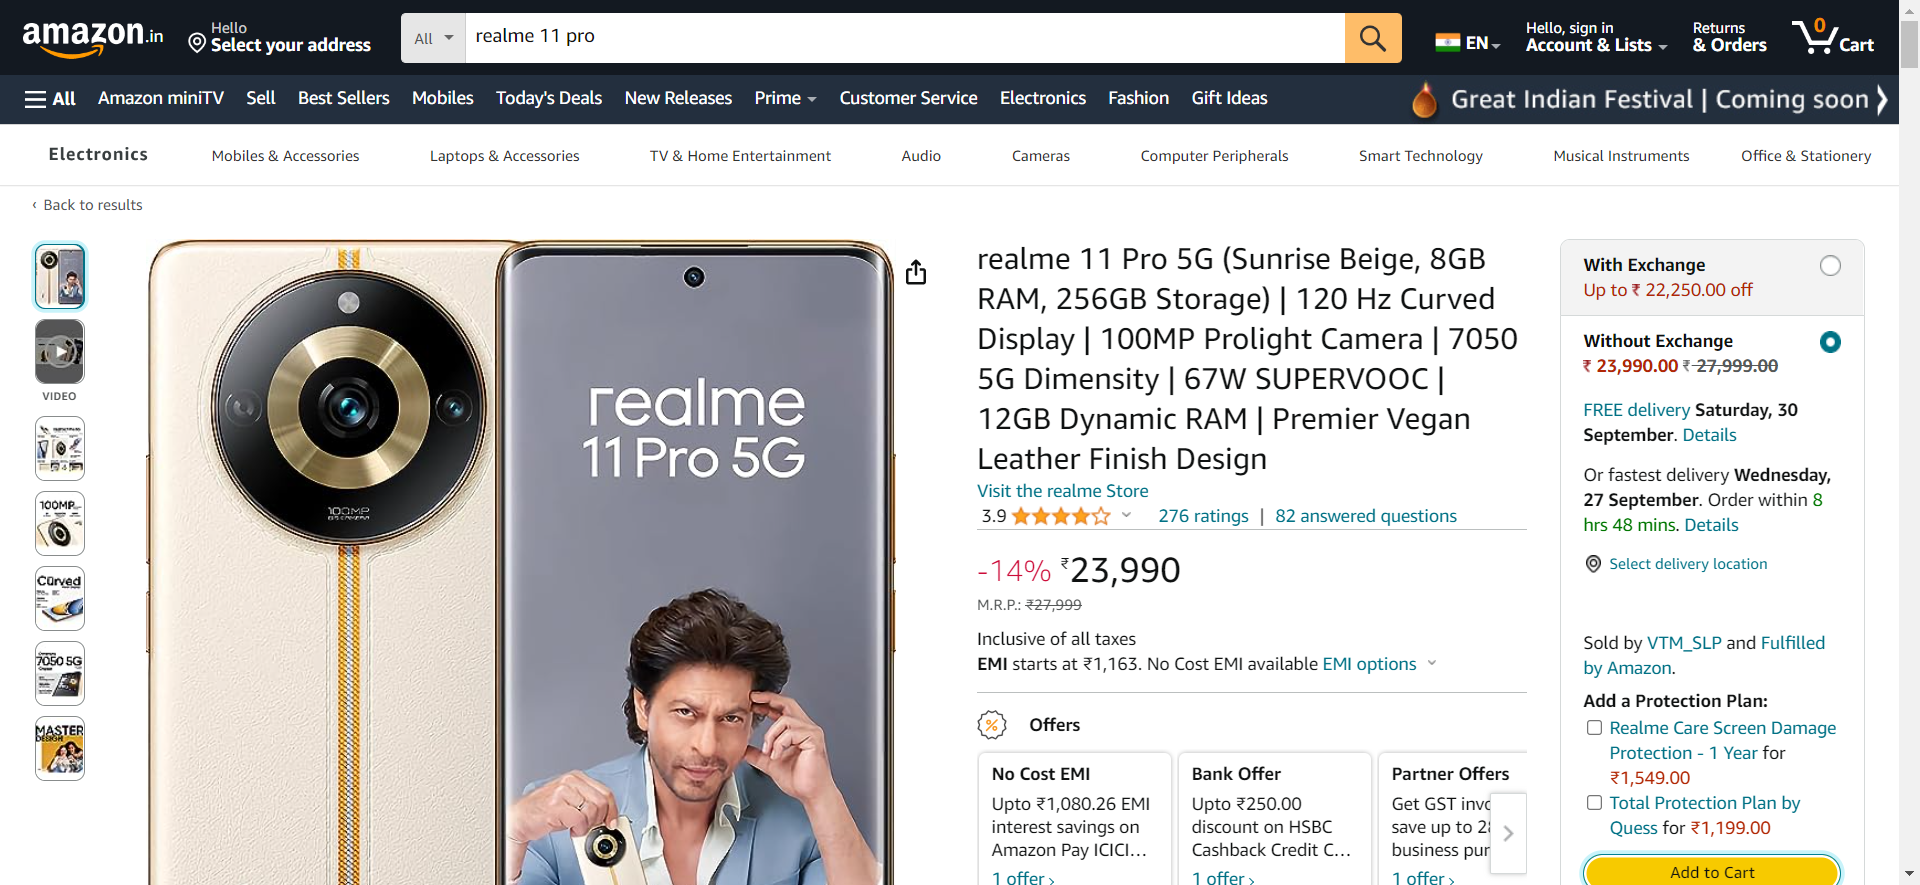 amazon.in
Hello
Select your address
All
realme 11 pro
EN
Hello, sign in
Account & Lists
Returns
& Orders
0
Cart
All
Amazon miniTV
Sell
Best Sellers
Mobiles
Today's Deals
New Releases
Prime
Customer Service
Electronics
Fashion
Gift Ideas
Great Indian Festival | Coming soon
Electronics
Mobiles & Accessories
Laptops & Accessories
TV & Home Entertainment
Audio
Cameras
Computer Peripherals
Smart Technology
Musical Instruments
Office & Stationery
‹ Back to results
VIDEO
100MP
Curved
7050 5G
MASTER
DESIGN
100MP
realme
11 Pro 5G
realme 11 Pro 5G (Sunrise Beige, 8GB
RAM, 256GB Storage) | 120 Hz Curved
Display | 100MP Prolight Camera | 7050
5G Dimensity | 67W SUPERVOOC |
12GB Dynamic RAM | Premier Vegan
Leather Finish Design
Visit the realme Store
3.9
276 ratings | 82 answered questions
-14% ₹23,990
M.R.P.: ₹27,999
Inclusive of all taxes
EMI starts at ₹1,163. No Cost EMI available EMI options
Offers
No Cost EMI
Upto ₹1,080.26 EMI
interest savings on
Amazon Pay ICICI...
1 offer ›
Bank Offer
Upto ₹250.00
discount on HSBC
Cashback Credit C...
1 offer ›
Partner Offers
Get GST invo
save up to 28
business pur
1 offer ›
With Exchange
Up to ₹ 22,250.00 off
Without Exchange
₹ 23,990.00 ₹ 27,999.00
FREE delivery Saturday, 30
September. Details
Or fastest delivery Wednesday,
27 September. Order within 8
hrs 48 mins. Details
Select delivery location
Sold by VTM_SLP and Fulfilled
by Amazon.
Add a Protection Plan:
Realme Care Screen Damage
Protection - 1 Year for
₹1,549.00
Total Protection Plan by
Quess for ₹1,199.00
Add to Cart